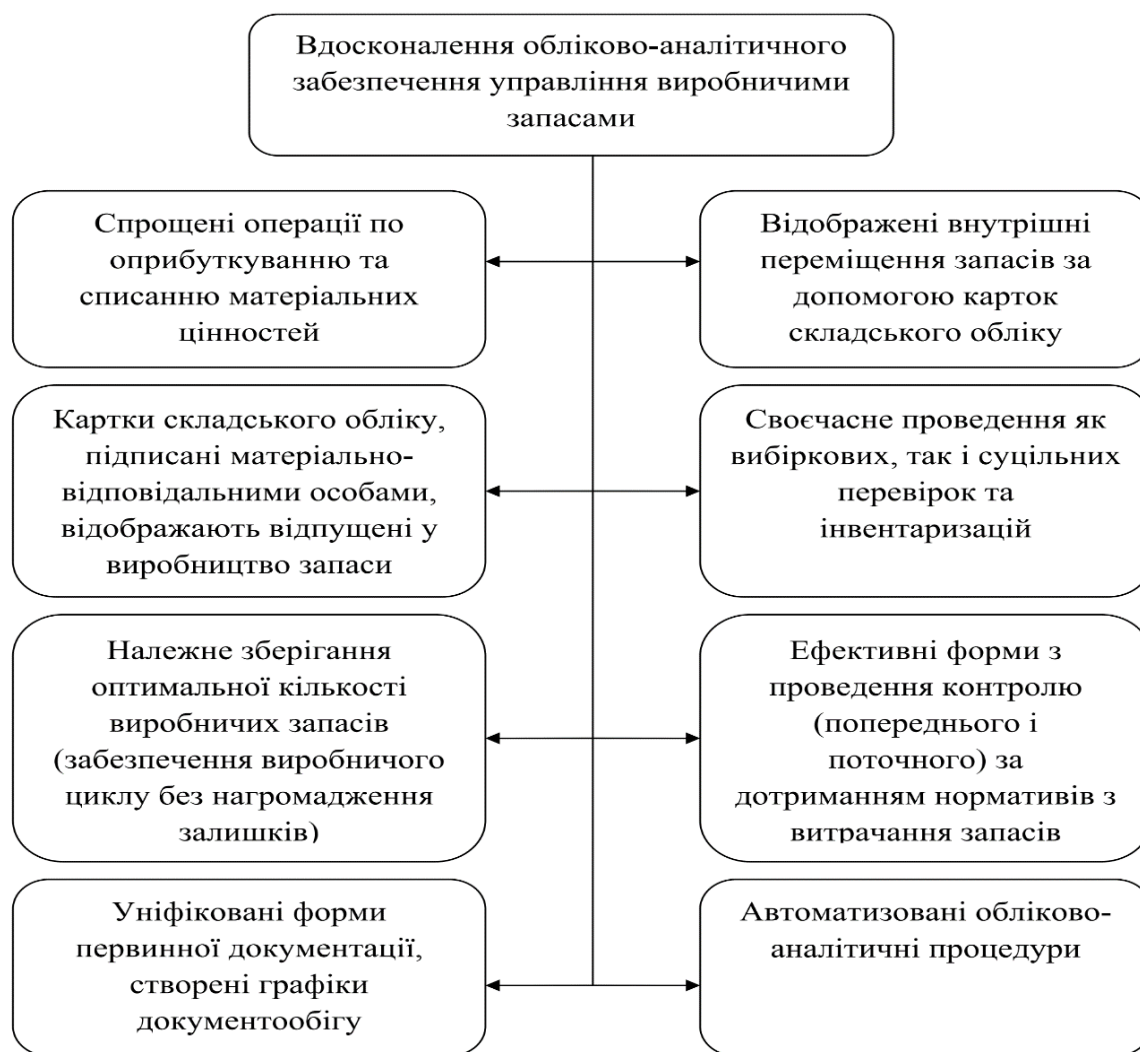 Вдосконалення обліково-аналітичного
забезпечення управління виробничими
запасами
Спрощені операції по
оприбуткуванню та
списанню матеріальних
цінностей
Відображені внутрішні
переміщення запасів за
допомогою карток
складського обліку
Картки складського обліку,
підписані матеріально-
відповідальними особами,
відображають відпущені у
виробництво запаси
Своєчасне проведення як
вибіркових, так і суцільних
перевірок та
інвентаризацій
Належне зберігання
оптимальної кількості
виробничих запасів
(забезпечення виробничого
циклу без нагромадження
залишків)
Ефективні форми з
проведення контролю
(попереднього і
поточного) за
дотриманням нормативів з
витрачання запасів
Уніфіковані форми
первинної документації,
створені графіки
документообігу
Автоматизовані обліково-
аналітичні процедури